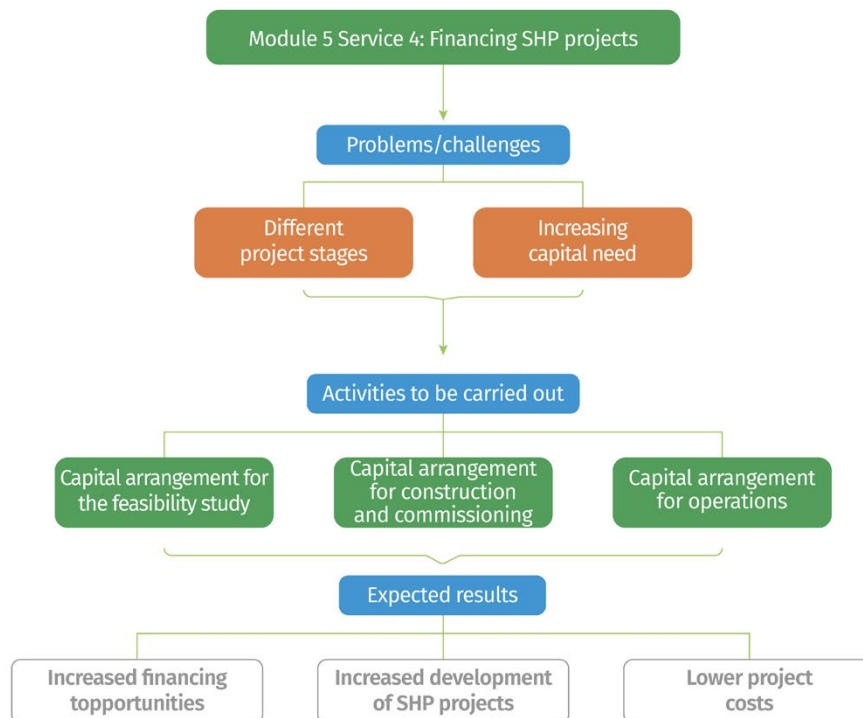 Module 5 Service 4: Financing SHP projects
Problems/challenges
Different
project stages
Increasing
capital need
Activities to be carried out
Capital arrangement for
the feasibility study
Capital arrangement
for construction
and commissioning
Capital arrangement
for operations
Expected results
Increased financing
topportunities
Increased development
of SHP projects
Lower project
costs